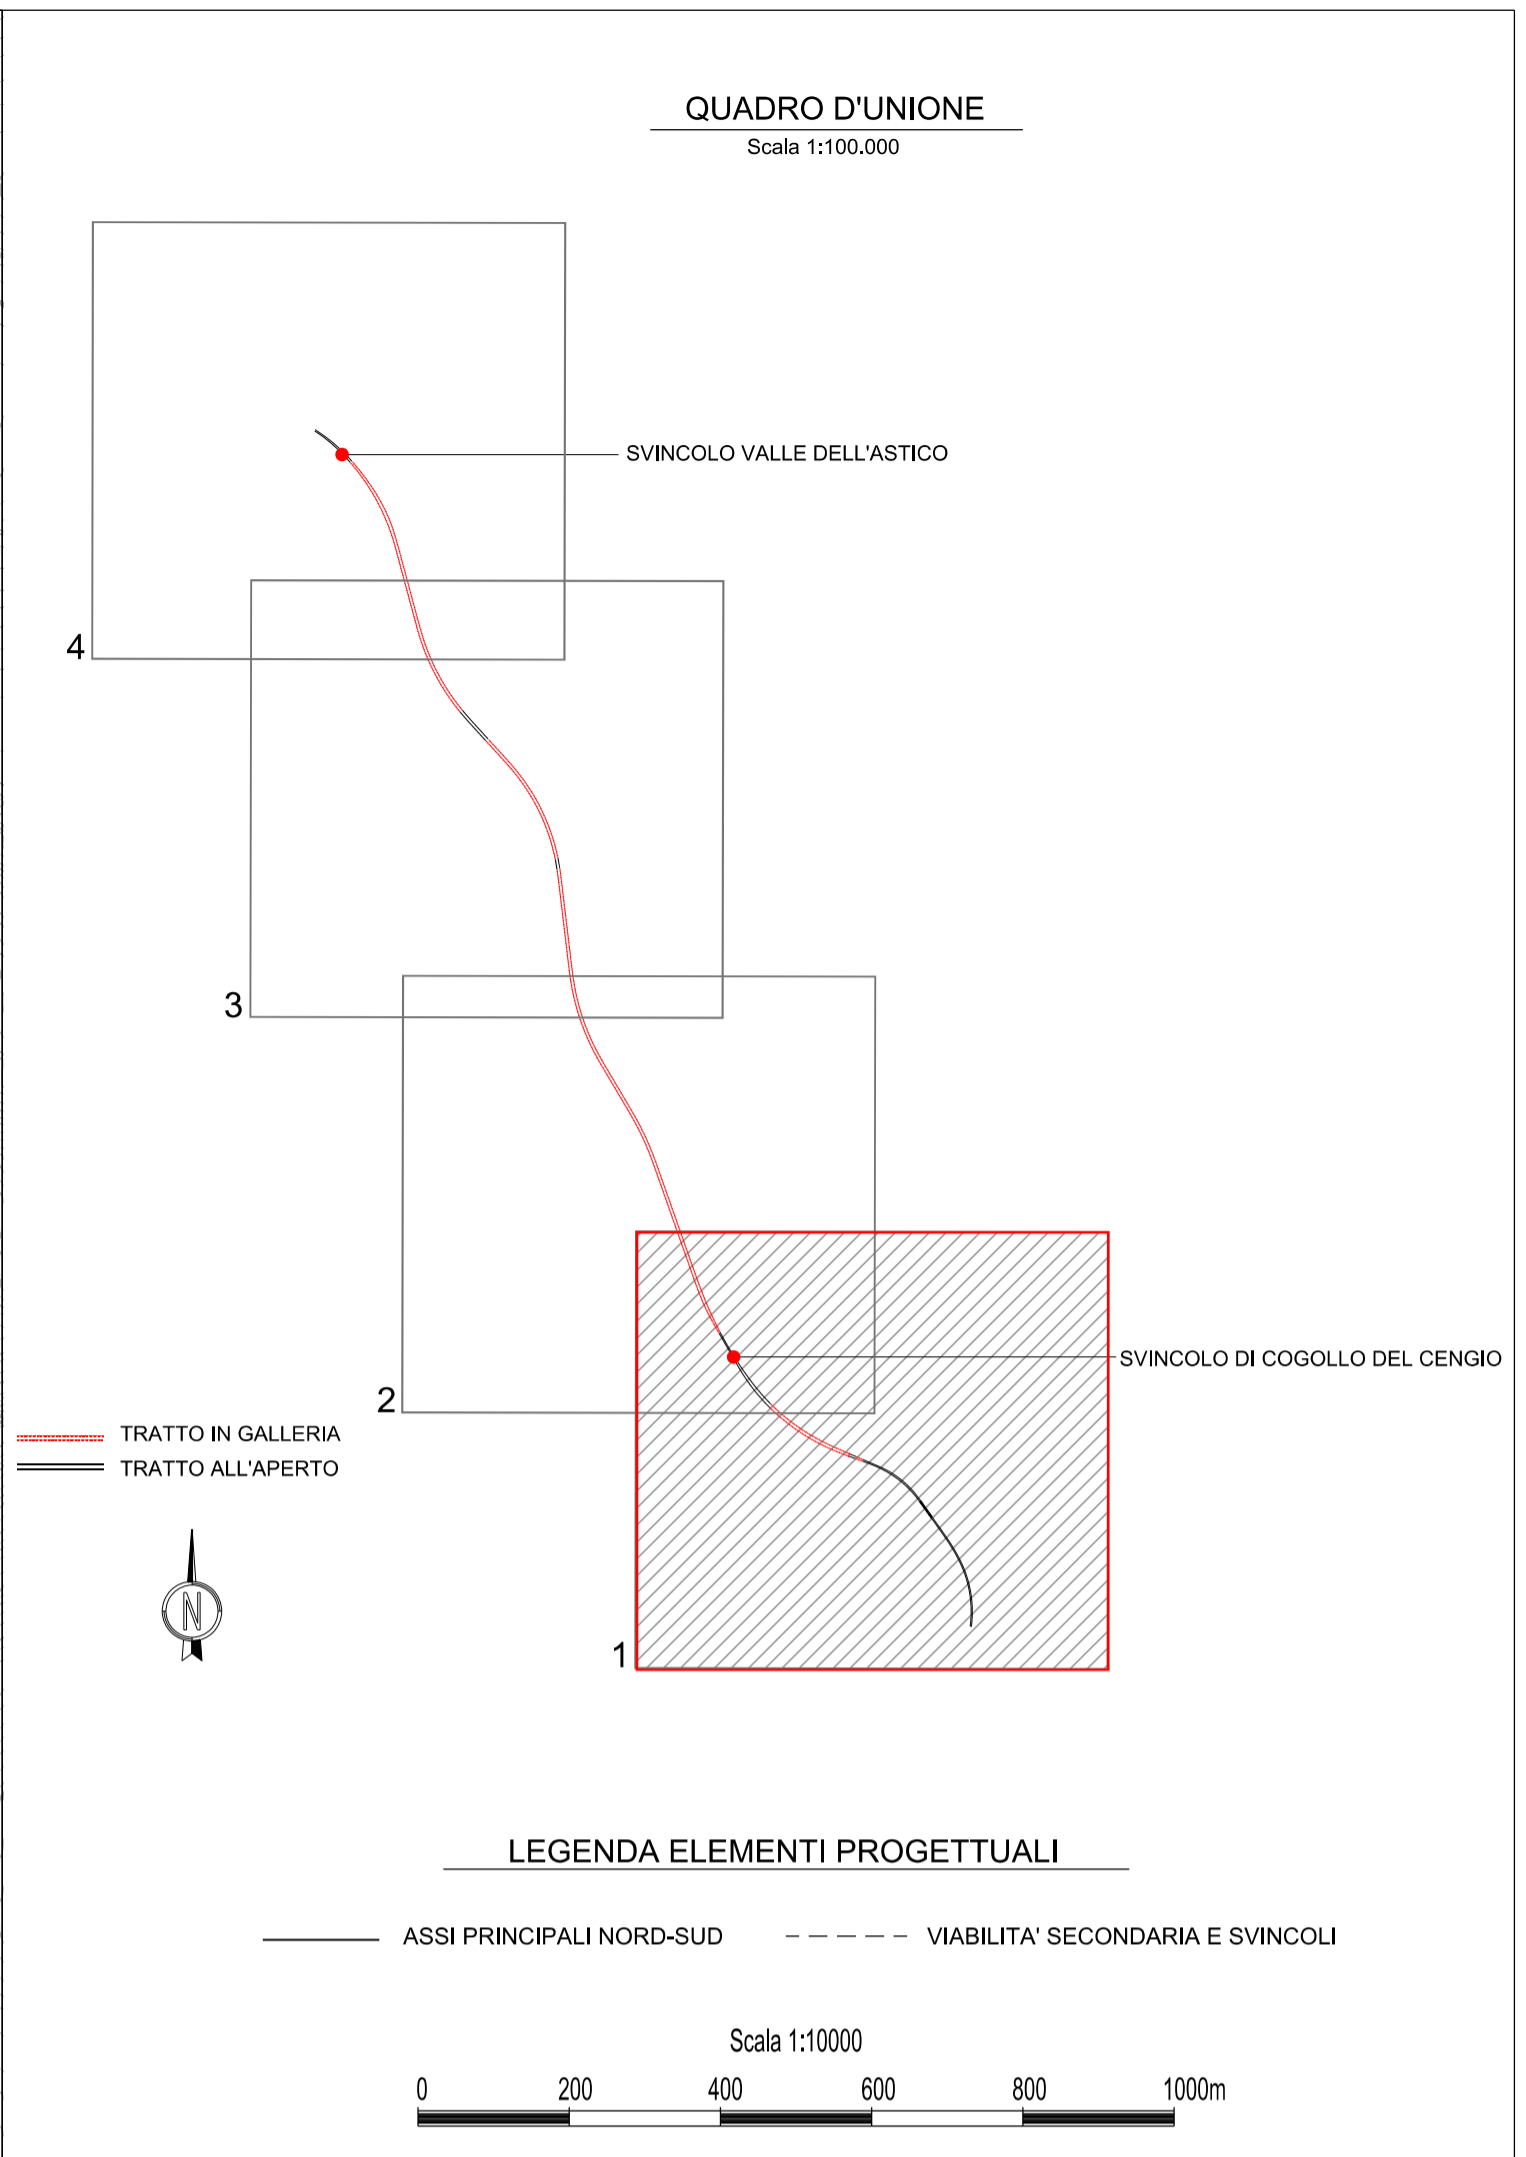 QUADRO D'UNIONE
Scala 1:100.000
SVINCOLO VALLE DELL'ASTICO
4
3
SVINCOLO DI COGOLLO DEL CENGIO
2
TRATTO IN GALLERIA
TRATTO ALL'APERTO
N
1
LEGENDA ELEMENTI PROGETTUALI
ASSI PRINCIPALI NORD-SUD VIABILITA' SECONDARIA E SVINCOLI
Scala 1:10000
0 200 400 600 800 1000m